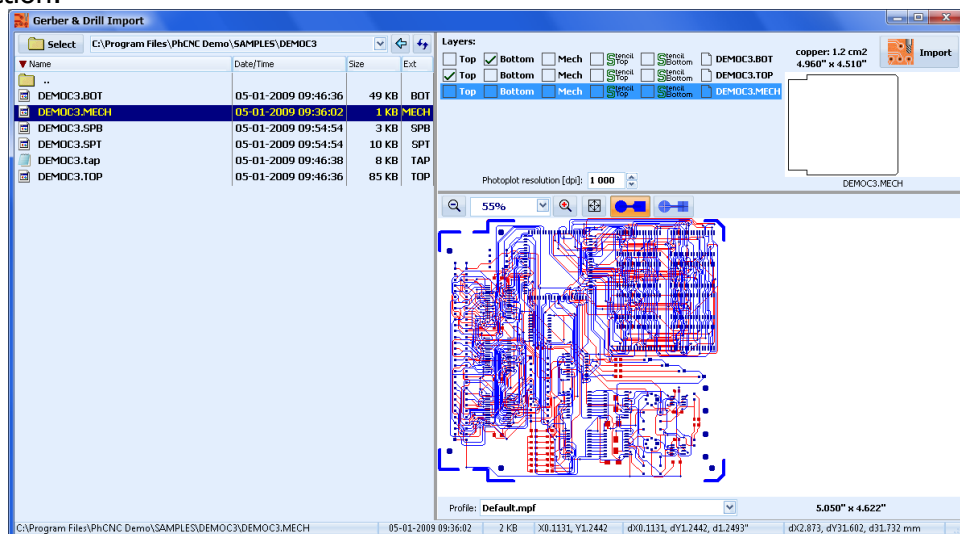 ction.
Gerber & Drill Import
Select C:\Program Files\PhCNC Demo\SAMPLES\DEMOC3
Name Date/Time Size Ext
..
DEMOC3.BOT 05-01-2009 09:46:36 49 KB BOT
DEMOC3.MECH 05-01-2009 09:36:02 1 KB MECH
DEMOC3.SPB 05-01-2009 09:54:54 3 KB SPB
DEMOC3.SPT 05-01-2009 09:54:54 10 KB SPT
DEMOC3.tap 05-01-2009 09:46:38 8 KB TAP
DEMOC3.TOP 05-01-2009 09:46:36 85 KB TOP
Layers:
Top Bottom Mech Stencil Top Stencil Bottom DEMOC3.BOT
Top Bottom Mech Stencil Top Stencil Bottom DEMOC3.TOP
Top Bottom Mech Stencil Top Stencil Bottom DEMOC3.MECH
copper: 1.2 cm2
4.960" x 4.510"
Import
Photoplot resolution [dpi]: 1 000
DEMOC3.MECH
55%
Profile: Default.mpf
5.050" x 4.622"
C:\Program Files\PhCNC Demo\SAMPLES\DEMOC3\DEMOC3.MECH 05-01-2009 09:36:02 2 KB X0.1131, Y1.2442 dX0.1131, dY1.2442, d1.2493" dX2.873, dY31.602, d31.732 mm